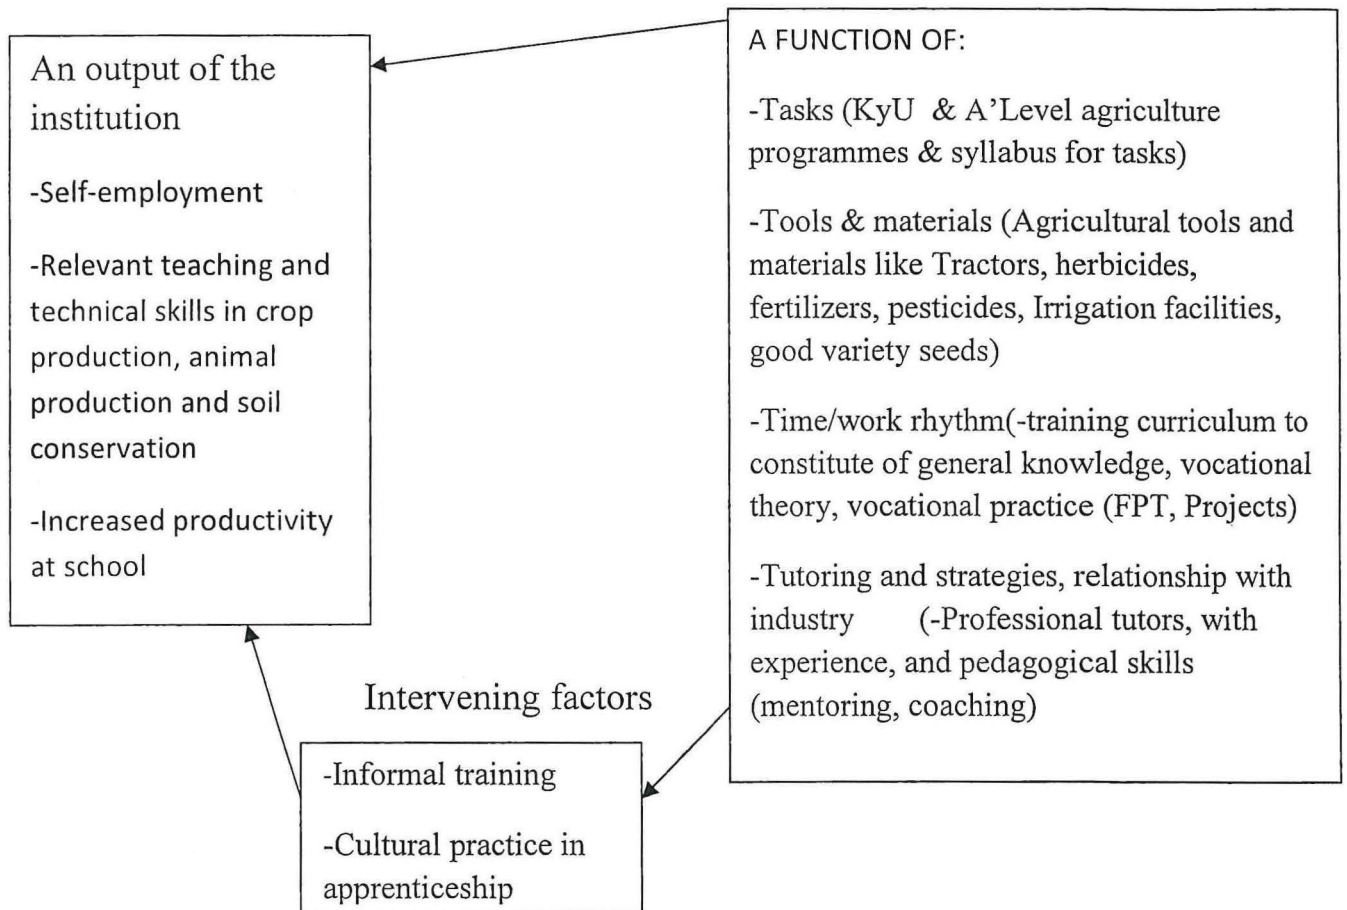 An output of the
institution
-Self-employment
-Relevant teaching and
technical skills in crop
production, animal
production and soil
conservation
-Increased productivity
at school
A FUNCTION OF:
-Tasks (KyU & A’Level agriculture
programmes & syllabus for tasks)
-Tools & materials (Agricultural tools and
materials like Tractors, herbicides,
fertilizers, pesticides, Irrigation facilities,
good variety seeds)
-Time/work rhythm(-training curriculum to
constitute of general knowledge, vocational
theory, vocational practice (FPT, Projects)
-Tutoring and strategies, relationship with
industry (-Professional tutors, with
experience, and pedagogical skills
(mentoring, coaching)
Intervening factors
-Informal training
-Cultural practice in
apprenticeship